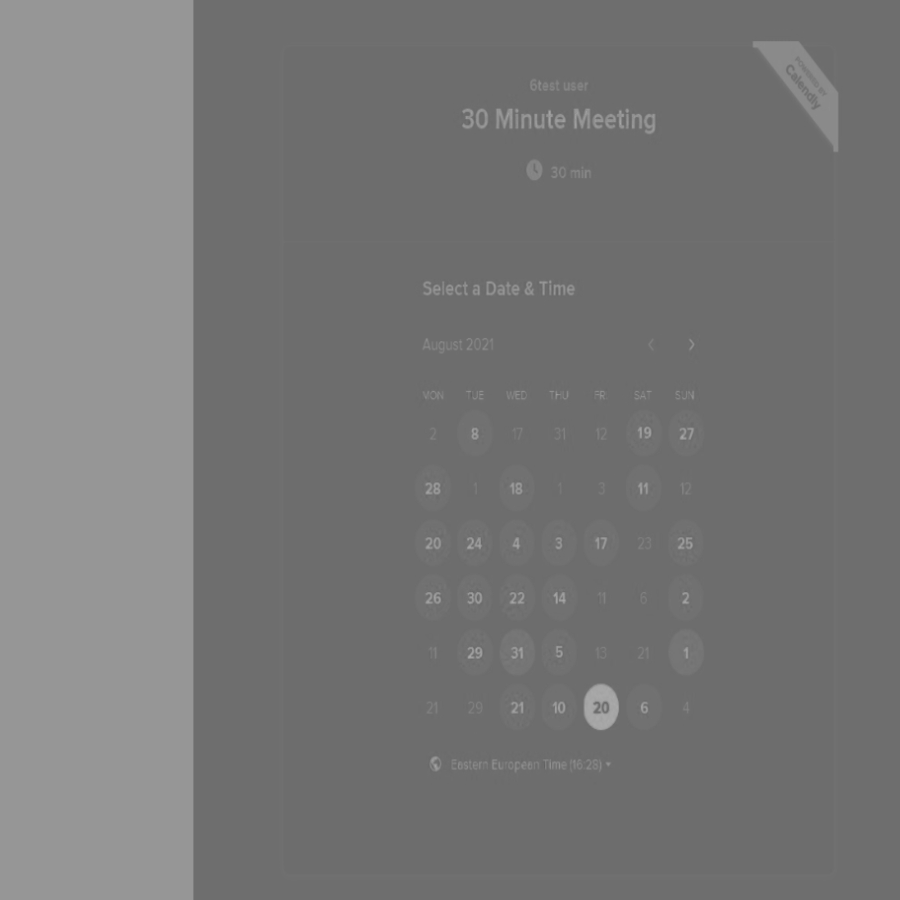 POWERED BY
Calendly
6test user
30 Minute Meeting
30 min
Select a Date & Time
August 2021
MON TUE WED THU FR SAT SUN
2 8 17 31 12 19 27
28 1 18 1 3 11 12
20 24 4 3 17 23 25
26 30 22 14 11 6 2
11 29 31 5 13 21 1
21 29 21 10 20 6 4
Eastern European Time (16:28)